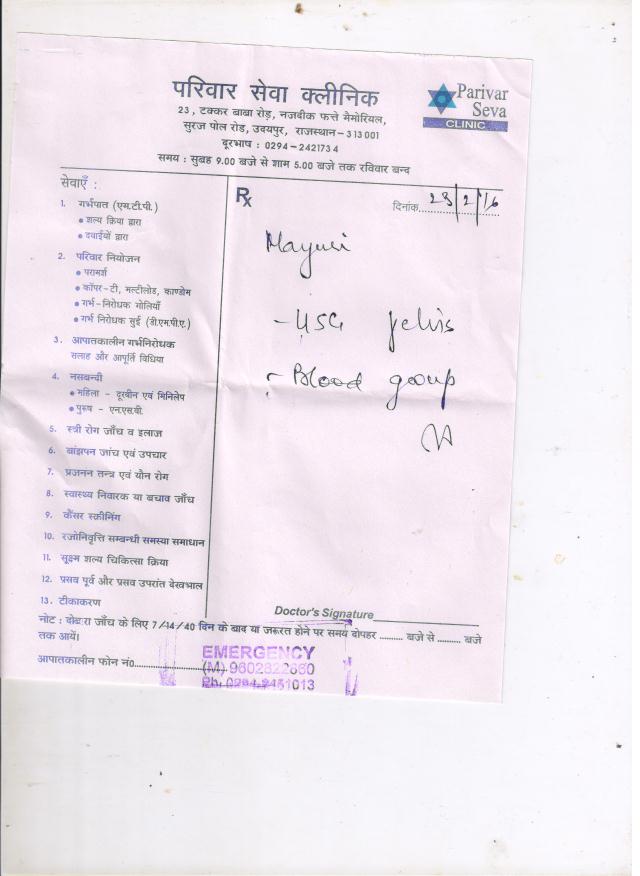 परिवार सेवा क्लीनिक
23, टक्कर बाबा रोड़, नजदीक फत्ते मैमोरियल,
सुरज पोल रोड, उदयपुर, राजस्थान-313001
दूरभाष : 0294-2421734
समय : सुबह 9.00 बजे से शाम 5.00 बजे तक रविवार बन्द
Parivar
Seva
CLINIC
सेवाएँ :
1. गर्भपात (एम.टी.पी.)
• शल्य क्रिया द्वारा
• दवाईयों द्वारा
2. परिवार नियोजन
• परामर्श
• कॉपर-टी, मल्टीलोड, काण्डोम
• गर्भ-निरोधक गोलियाँ
• गर्भ निरोधक सुई (डी.एम.पी.ए.)
3. आपातकालीन गर्भनिरोधक
सलाह और आपूर्ति विधिया
4. नसबन्दी
• महिला - दूरबीन एवं मिनिलेप
• पुरूष - एन.एस.वी.
5. स्त्री रोग जाँच व इलाज
6. बांझपन जांच एवं उपचार
7. प्रजनन तन्त्र एवं यौन रोग
8. स्वास्थ्य निवारक या बचाव जाँच
9. कैंसर स्क्रीनिंग
10. रजोनिवृत्ति सम्बन्धी समस्या समाधान
11. सूक्ष्म शल्य चिकित्सा क्रिया
12. प्रसव पूर्व और प्रसव उपरांत देखभाल
13. टीकाकरण
Rx
दिनांक 23/2/16
Mayuri
- USG pelvis
- Blood group
Doctor's Signature
नोट : दोबारा जाँच के लिए 7/14/40 दिन के बाद या जरूरत होने पर समय दोपहर ......... बजे से ......... बजे
तक आयें।
आपातकालीन फोन नं0
EMERGENCY
(M) 9602822660
Ph. 0294-2451013